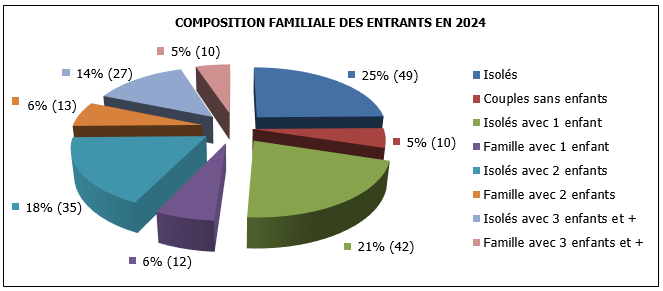 COMPOSITION FAMILIALE DES ENTRANTS EN 2024
5% (10)
14% (27)
25% (49)
6% (13)
5% (10)
18% (35)
21% (42)
6% (12)
Isolés
Couples sans enfants
Isolés avec 1 enfant
Famille avec 1 enfant
Isolés avec 2 enfants
Famille avec 2 enfants
Isolés avec 3 enfants et +
Famille avec 3 enfants et +